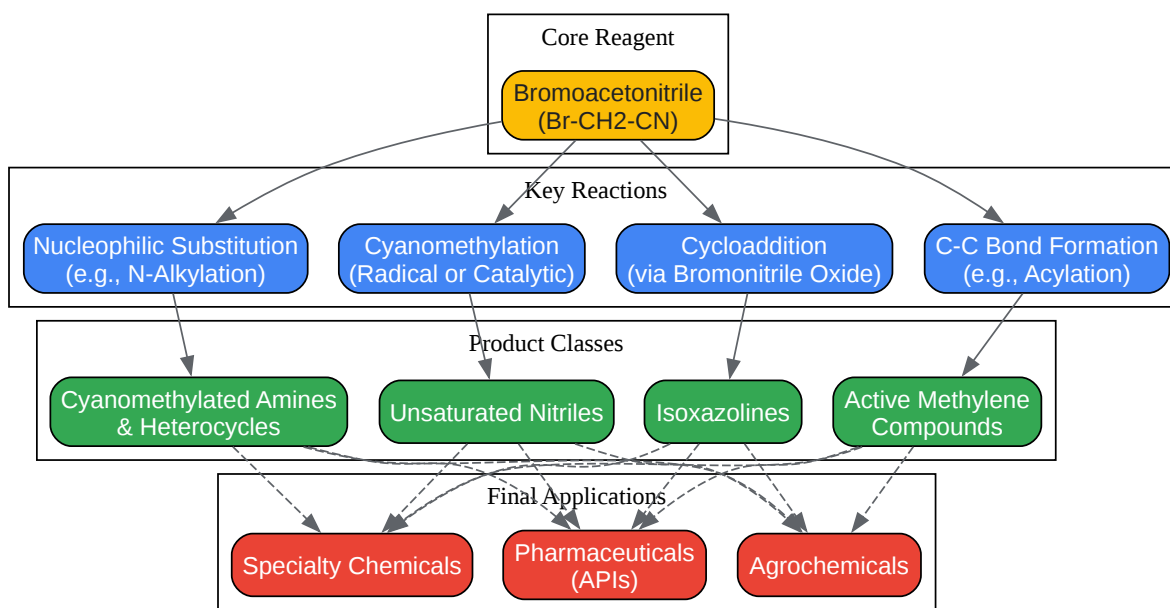 Core Reagent
Bromoacetonitrile
(Br-CH2-CN)
Key Reactions
Nucleophilic Substitution
(e.g., N-Alkylation)
Cyanomethylation
(Radical or Catalytic)
Cycloaddition
(via Bromonitrile Oxide)
C-C Bond Formation
(e.g., Acylation)
Product Classes
Cyanomethylated Amines
& Heterocycles
Unsaturated Nitriles
Isoxazolines
Active Methylene
Compounds
Final Applications
Specialty Chemicals
Pharmaceuticals
(APIs)
Agrochemicals